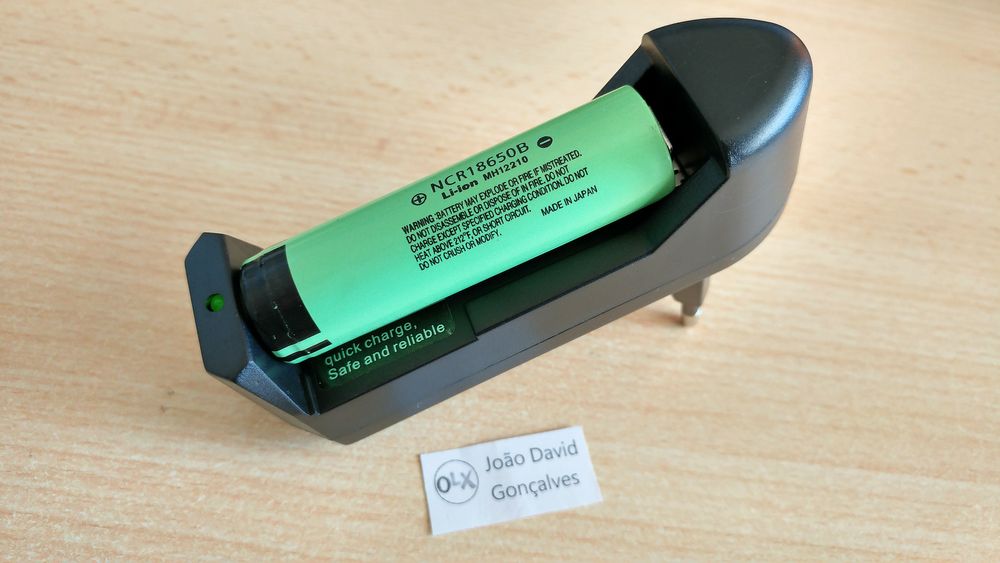 ⊕ NCR18650B ⊖
Li-ion MH12210
WARNING :BATTERY MAY EXPLODE OR FIRE IF MISTREATED.
DO NOT DISASSEMBLE OR DISPOSE OF IN FIRE. DO NOT
CHARGE EXCEPT SPECIFIED CHARGING CONDITION. DO NOT
HEAT ABOVE 212°F, OR SHORT CIRCUIT.
DO NOT CRUSH OR MODIFY.
MADE IN JAPAN
quick charge,
Safe and reliable
OLX
João David
Gonçalves